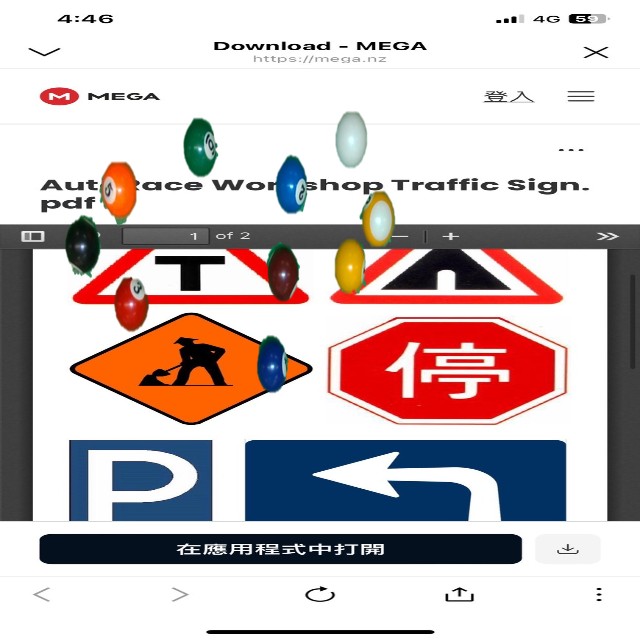 4:46
4G 59
Download - MEGA
https://mega.nz
M MEGA
登入
Auto Race Workshop Traffic Sign.
pdf
1 of 2
停
P
在應用程式中打開